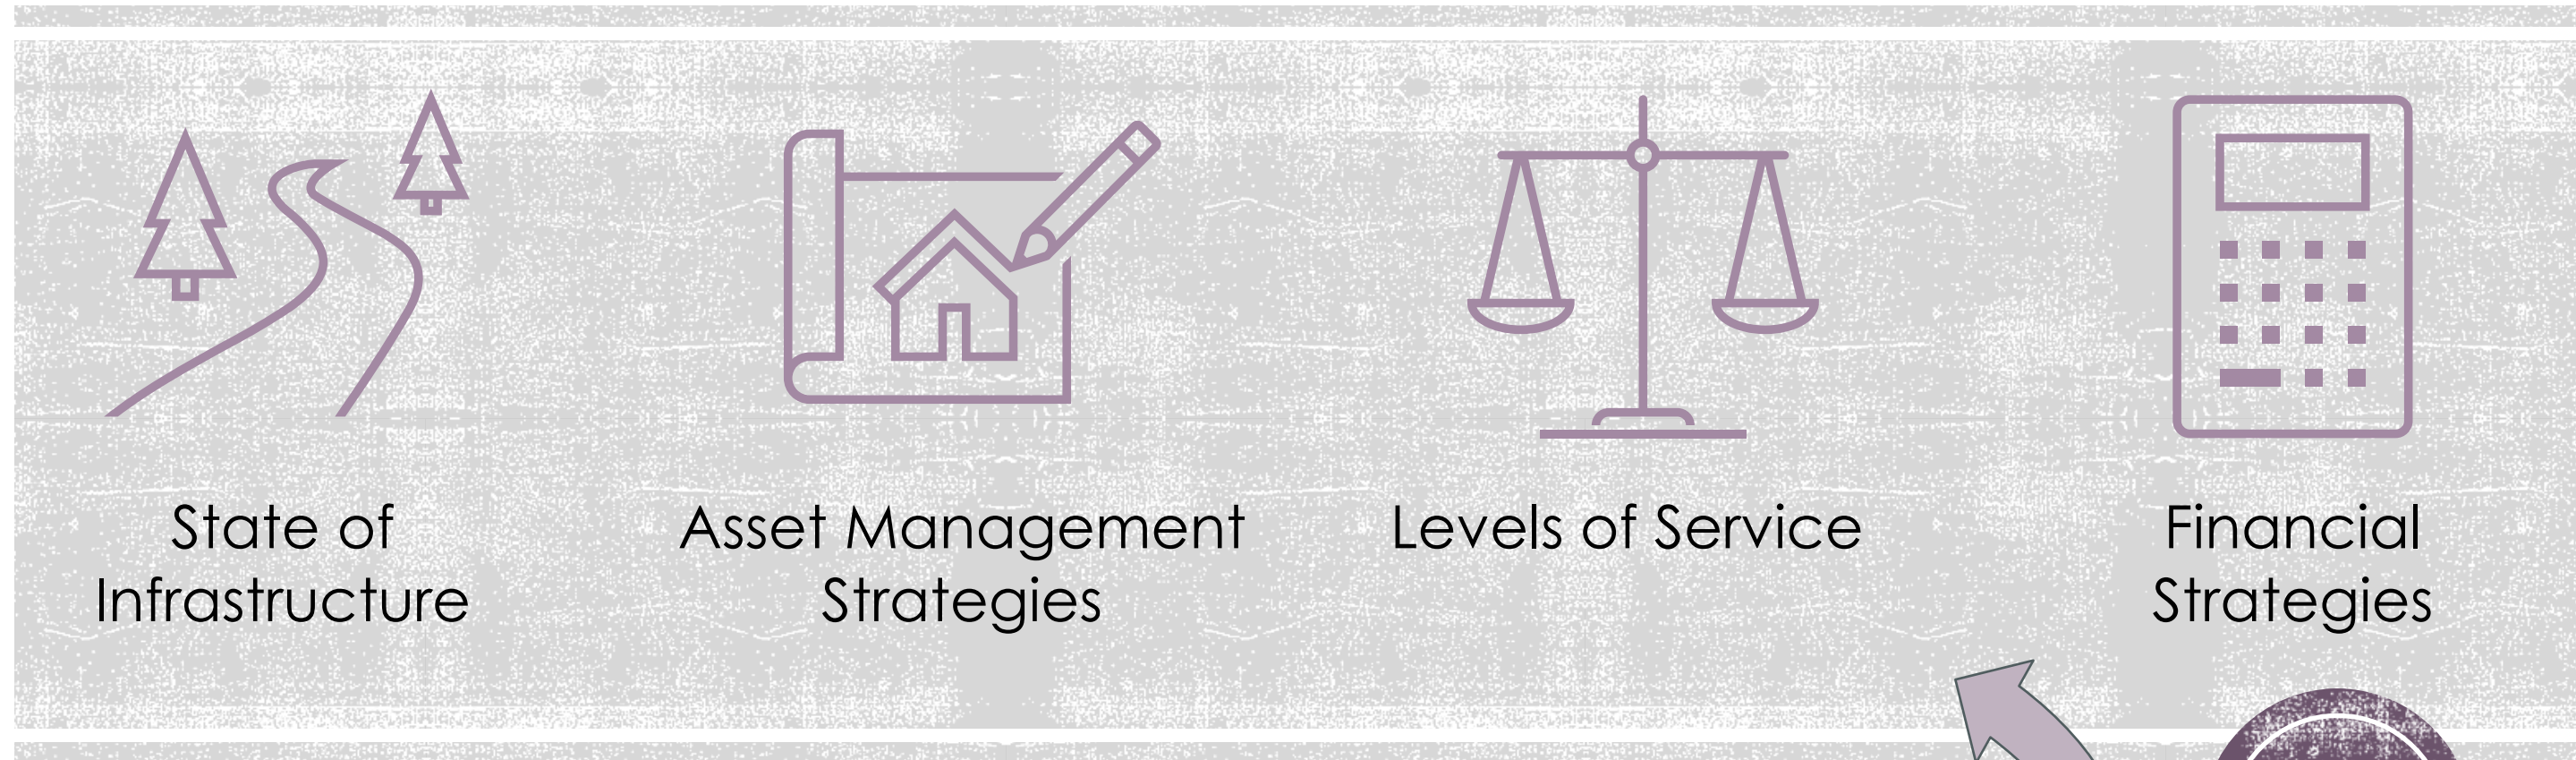 State of
Infrastructure
Asset Management
Strategies
Levels of Service
Financial
Strategies